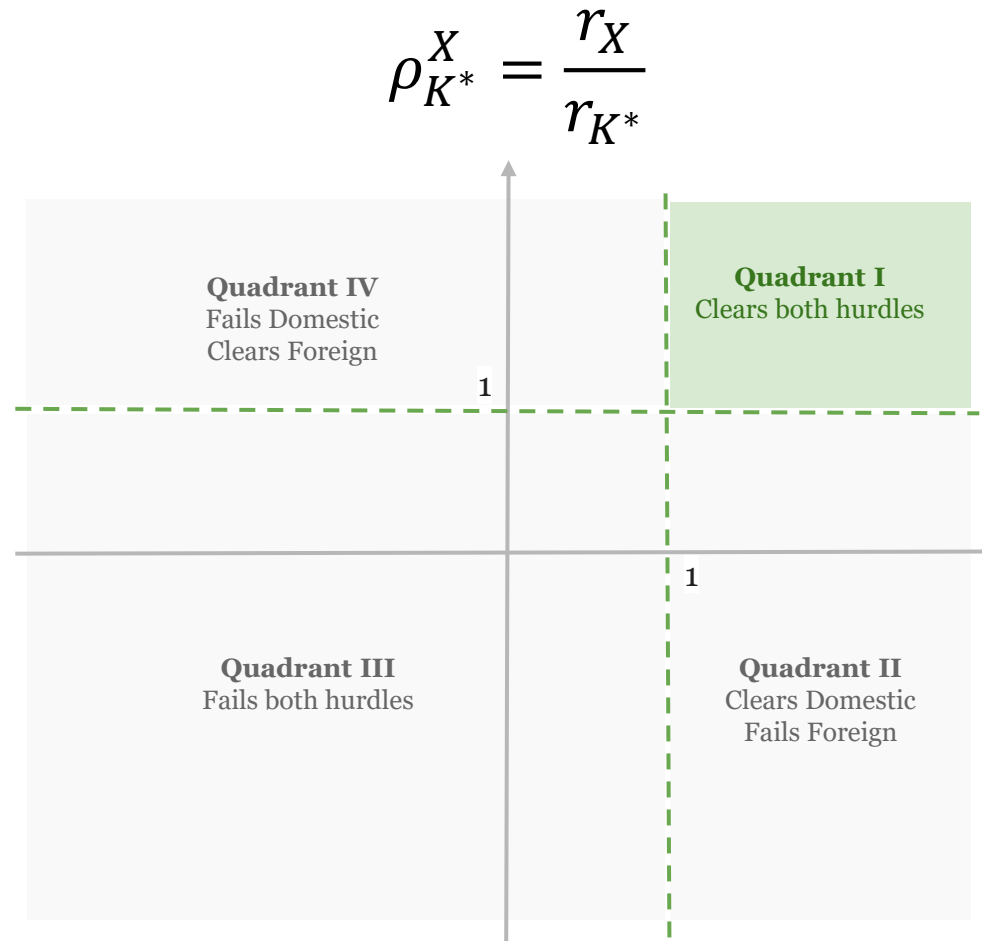 ρ^X_{K*} = r_X / r_{K*}
Quadrant IV
Fails Domestic
Clears Foreign
Quadrant I
Clears both hurdles
1
1
Quadrant III
Fails both hurdles
Quadrant II
Clears Domestic
Fails Foreign